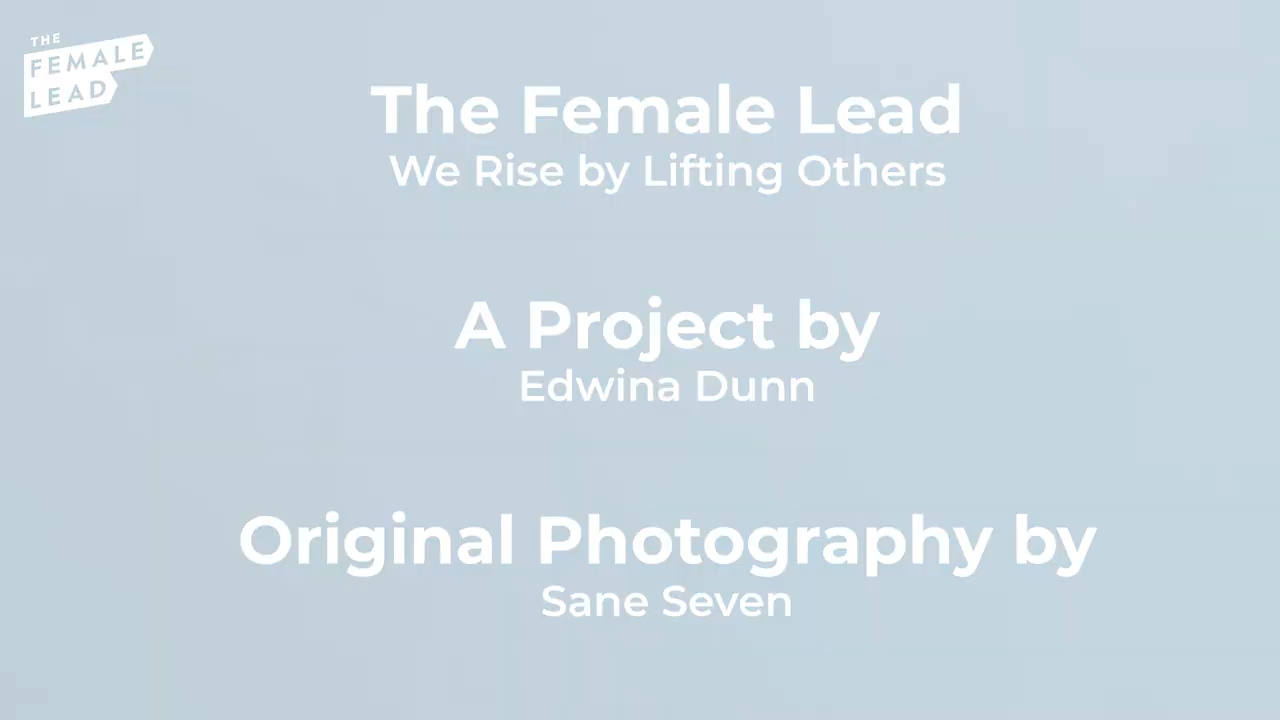 THE
FEMALE
LEAD
The Female Lead
We Rise by Lifting Others
A Project by
Edwina Dunn
Original Photography by
Sane Seven